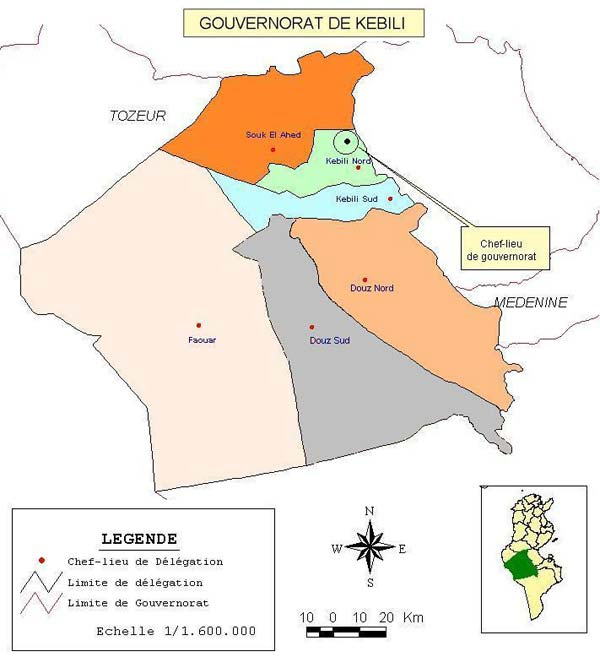 GOUVERNORAT DE KEBILI
TOZEUR
Souk El Ahed
Kebili Nord
Kebili Sud
Chef-lieu
de gouvernorat
Douz Nord
MEDENINE
Faouar
Douz Sud
LEGENDE
Chef-lieu de Délégation
Limite de délégation
Limite de Gouvernorat
Echelle 1/1.600.000
N
W E
S
10 0 10 20 Km